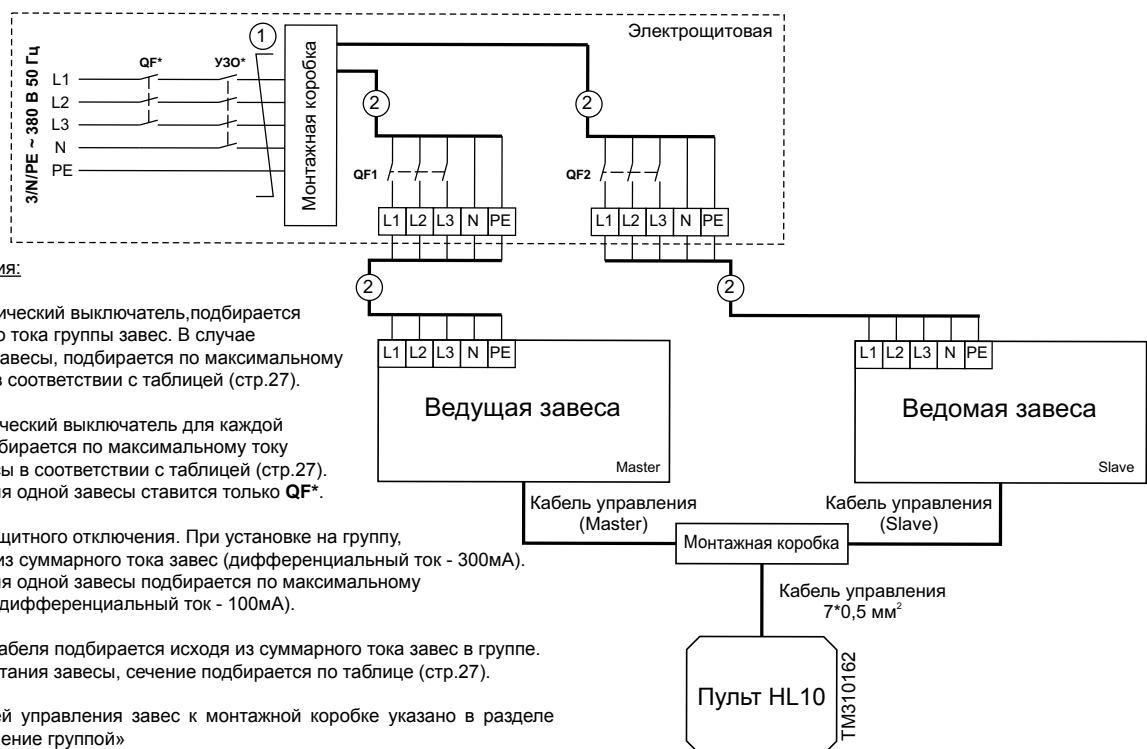 Электрощитовая
3/N/PE ~ 380 В 50 Гц
QF*
УЗО*
1
L1
L2
L3
N
PE
Монтажная коробка
2
2
QF1
QF2
L1 L2 L3 N PE
L1 L2 L3 N PE
2
2
L1 L2 L3 N PE
L1 L2 L3 N PE
Ведущая завеса
Master
Ведомая завеса
Slave
Кабель управления
(Master)
Кабель управления
(Slave)
Монтажная коробка
Кабель управления
7*0,5 мм²
Пульт HL10
TM310162
ия:
ический выключатель,подбирается
о тока группы завес. В случае
авесы, подбирается по максимальному
в соответствии с таблицей (стр.27).
ический выключатель для каждой
бирается по максимальному току
сы в соответствии с таблицей (стр.27).
ия одной завесы ставится только QF*.
щитного отключения. При установке на группу,
из суммарного тока завес (дифференциальный ток - 300мА).
ия одной завесы подбирается по максимальному
дифференциальный ток - 100мА).
абеля подбирается исходя из суммарного тока завес в группе.
тания завесы, сечение подбирается по таблице (стр.27).
ей управления завес к монтажной коробке указано в разделе
ение группой»